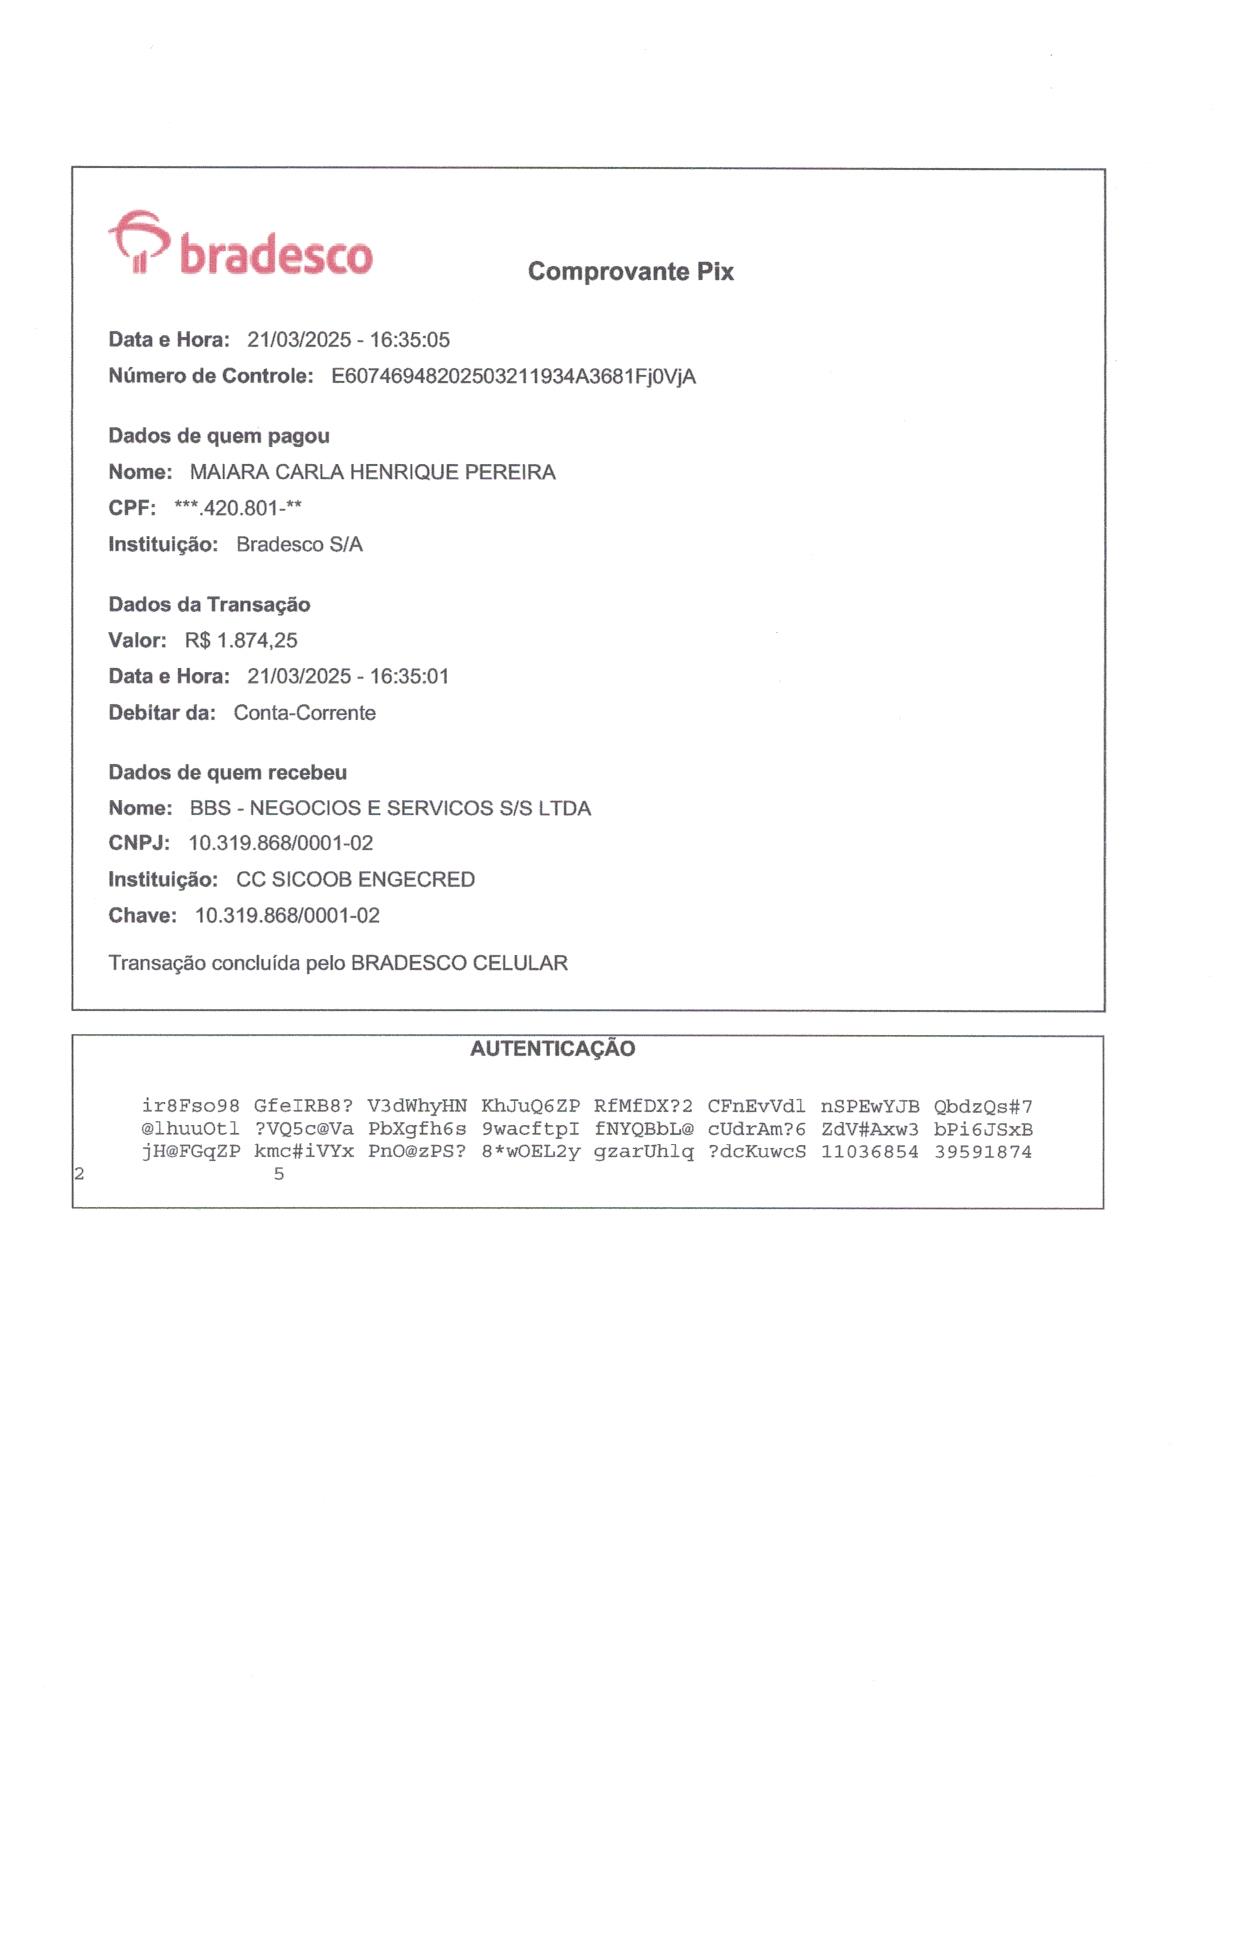 bradesco
Comprovante Pix
Data e Hora: 21/03/2025 - 16:35:05
Número de Controle: E60746948202503211934A3681Fj0VjA
Dados de quem pagou
Nome: MAIARA CARLA HENRIQUE PEREIRA
CPF: ***.420.801-**
Instituição: Bradesco S/A
Dados da Transação
Valor: R$ 1.874,25
Data e Hora: 21/03/2025 - 16:35:01
Debitar da: Conta-Corrente
Dados de quem recebeu
Nome: BBS - NEGOCIOS E SERVICOS S/S LTDA
CNPJ: 10.319.868/0001-02
Instituição: CC SICOOB ENGECRED
Chave: 10.319.868/0001-02
Transação concluída pelo BRADESCO CELULAR
AUTENTICAÇÃO
ir8Fso98 GfeIRB8? V3dWhyHN KhJuQ6ZP RfMfDX?2 CFnEvVdl nSPEwYJB QbdzQs#7
@lhuuOtl ?VQ5c@Va PbXgfh6s 9wacftpI fNYQBbL@ cUdrAm?6 ZdV#Axw3 bPi6JSxB
jH@FGqZP kmc#iVYx PnO@zPS? 8*wOEL2y gzarUhlq ?dcKuwcS 11036854 39591874
2 5